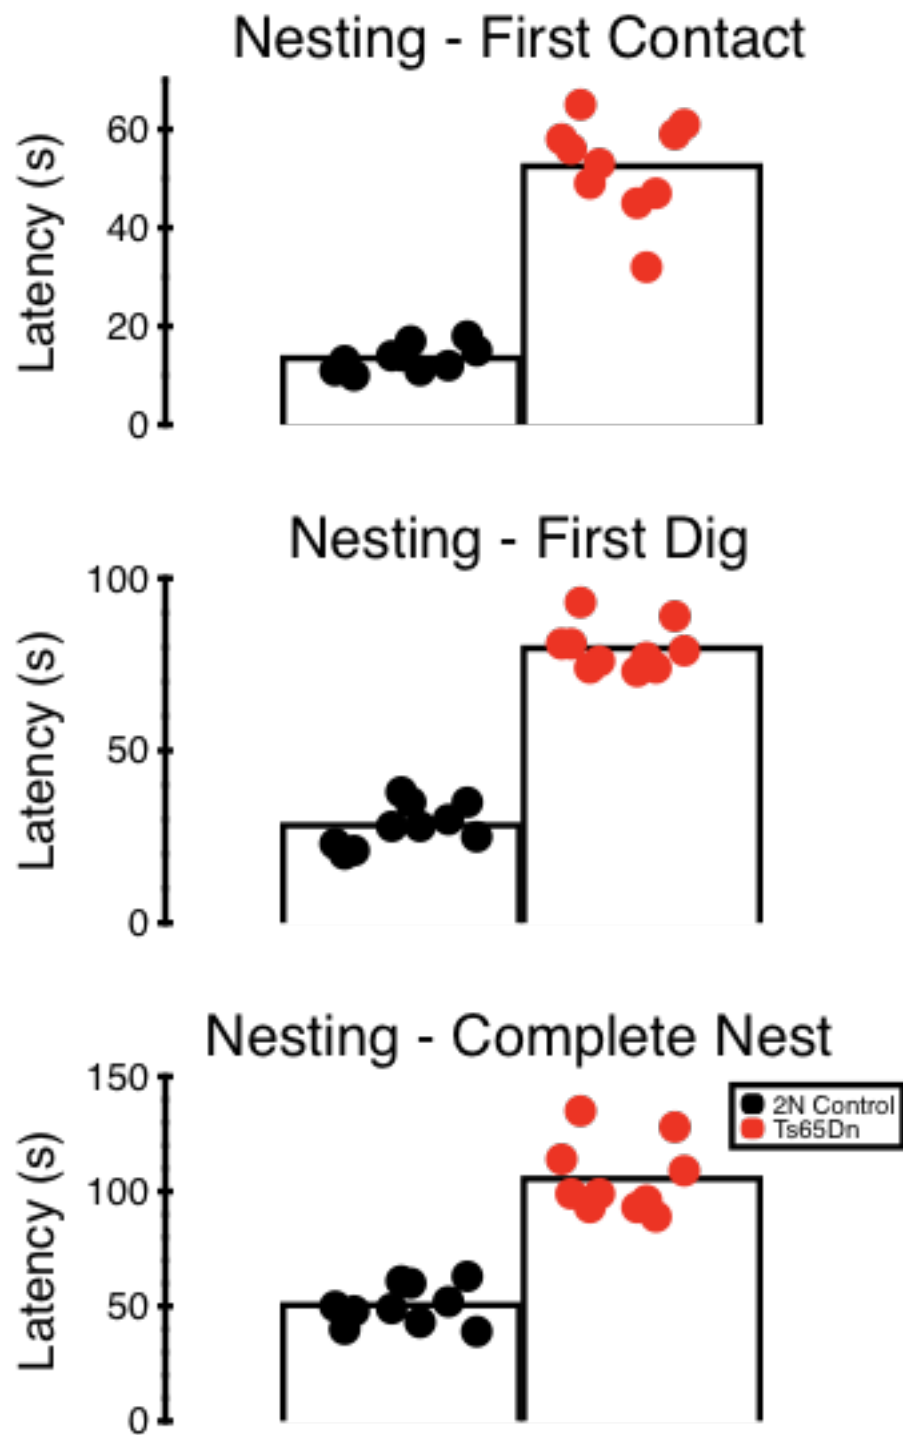 Nesting - First Contact
Latency (s)
60
40
20
0
Nesting - First Dig
Latency (s)
100
50
0
Nesting - Complete Nest
Latency (s)
150
100
50
0
2N Control
Ts65Dn